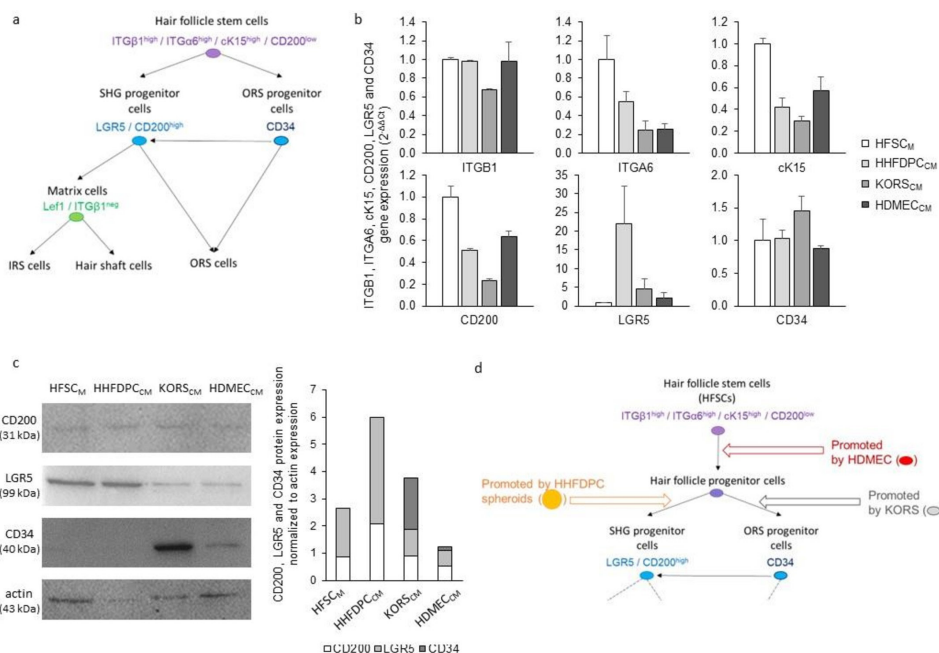 a
Hair follicle stem cells
ITGβ1high / ITGα6high / cK15high / CD200low
SHG progenitor
cells
ORS progenitor
cells
LGR5 / CD200high
CD34
Matrix cells
Lef1 / ITGβ1neg
IRS cells
Hair shaft cells
ORS cells
b
ITGB1, ITGA6, cK15, CD200, LGR5 and CD34
gene expression (2-ΔΔCt)
1.2
1.0
0.8
0.6
0.4
0.2
0.0
ITGB1
1.4
1.2
1.0
0.8
0.6
0.4
0.2
0.0
ITGA6
1.2
1.0
0.8
0.6
0.4
0.2
0.0
cK15
HFSCM
HHFDPCCM
KORSCM
HDMECCM
1.2
1.0
0.8
0.6
0.4
0.2
0.0
CD200
35
30
25
20
15
10
5
0
LGR5
2.0
1.5
1.0
0.5
0.0
CD34
c
HFSCM HHFDPCCM KORSCM HDMECCM
CD200
(31 kDa)
LGR5
(99 kDa)
CD34
(40 kDa)
actin
(43 kDa)
CD200, LGR5 and CD34 protein expression
normalized to actin expression
7
6
5
4
3
2
1
0
HFSCM
HHFDPCCM
KORSCM
HDMECCM
CD200 LGR5 CD34
d
Hair follicle stem cells
(HFSCs)
ITGβ1high / ITGα6high / cK15high / CD200low
Promoted
by HDMEC ( )
Hair follicle progenitor cells
Promoted by HHFDPC
spheroids ( )
Promoted
by KORS ( )
SHG progenitor
cells
ORS progenitor
cells
LGR5 / CD200high
CD34